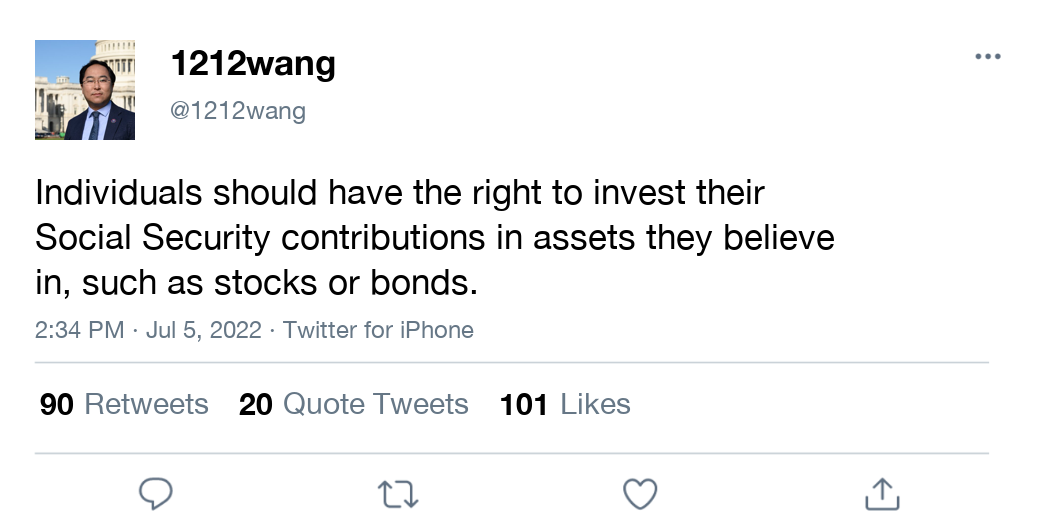 1212wang
@1212wang
Individuals should have the right to invest their
Social Security contributions in assets they believe
in, such as stocks or bonds.
2:34 PM · Jul 5, 2022 · Twitter for iPhone
90 Retweets 20 Quote Tweets 101 Likes